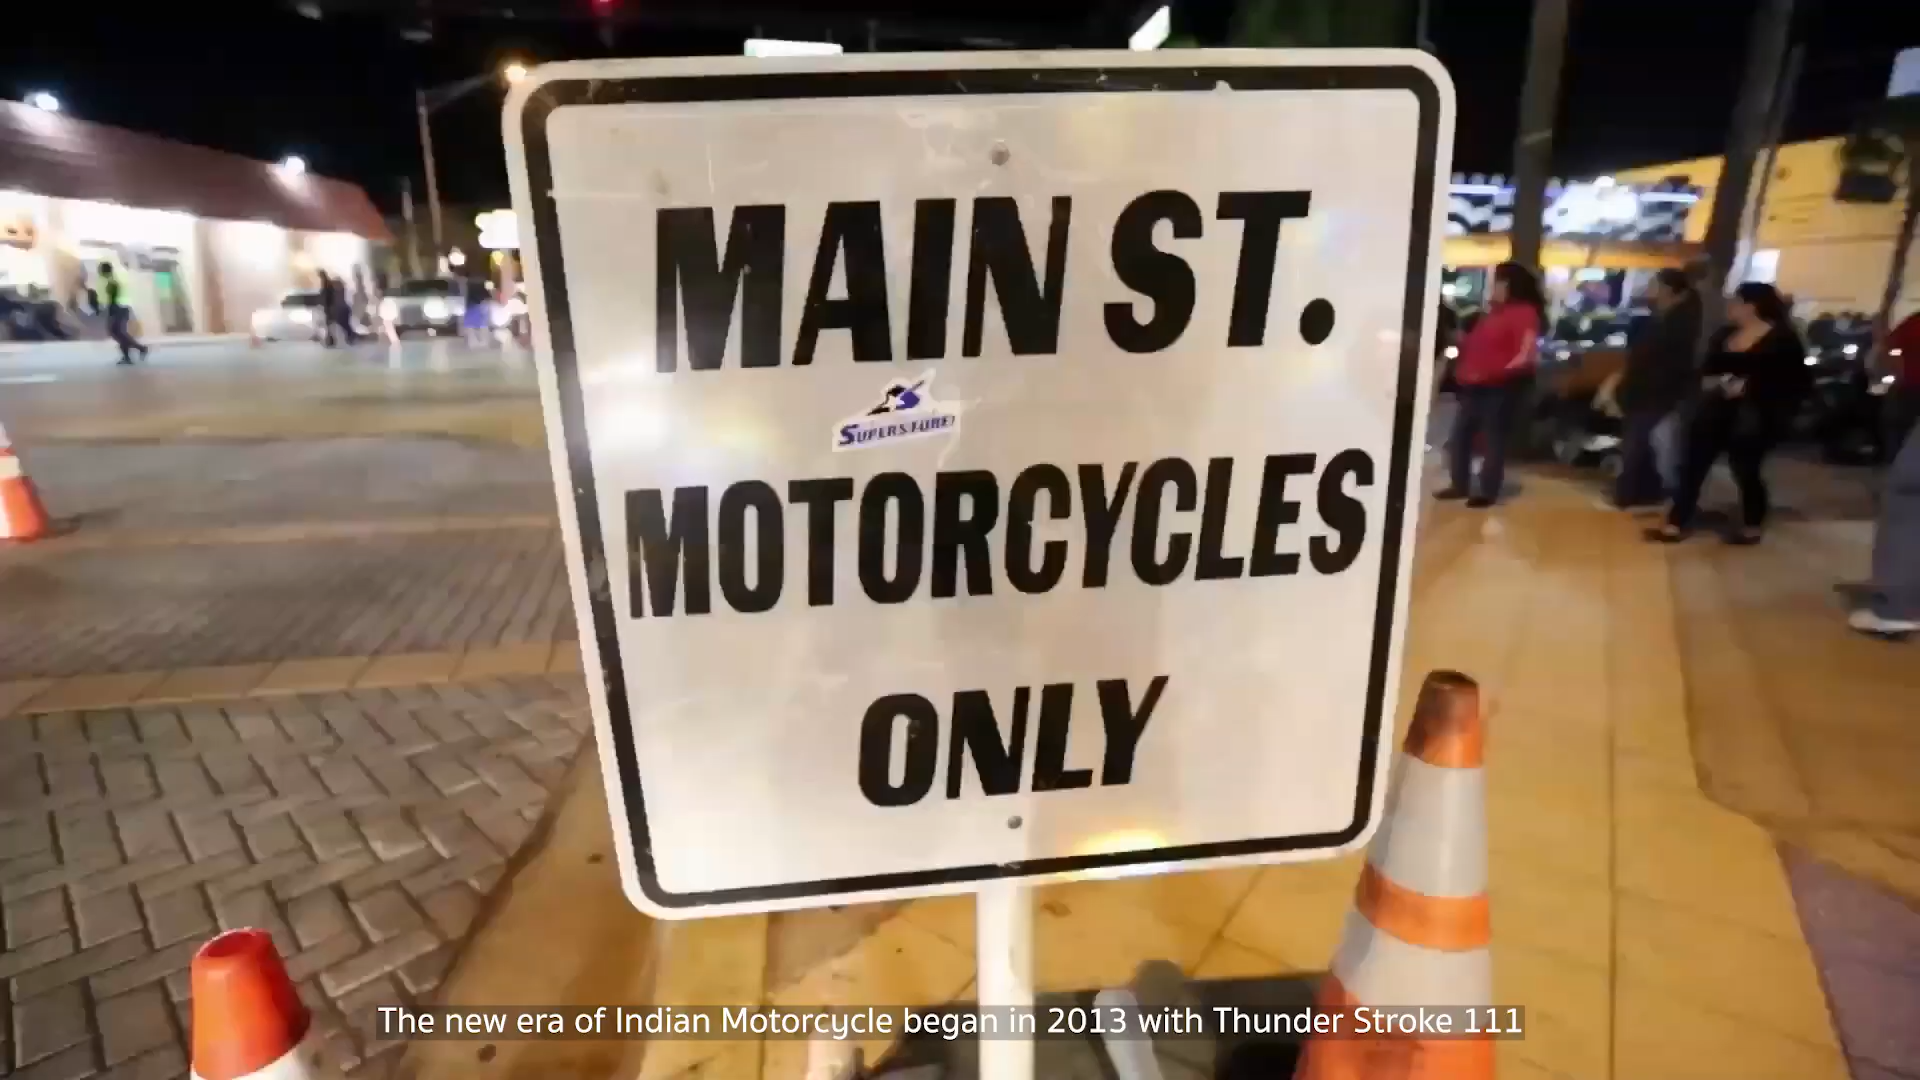 MAIN ST.
SUPERSTORE!
MOTORCYCLES
ONLY
The new era of Indian Motorcycle began in 2013 with Thunder Stroke 111